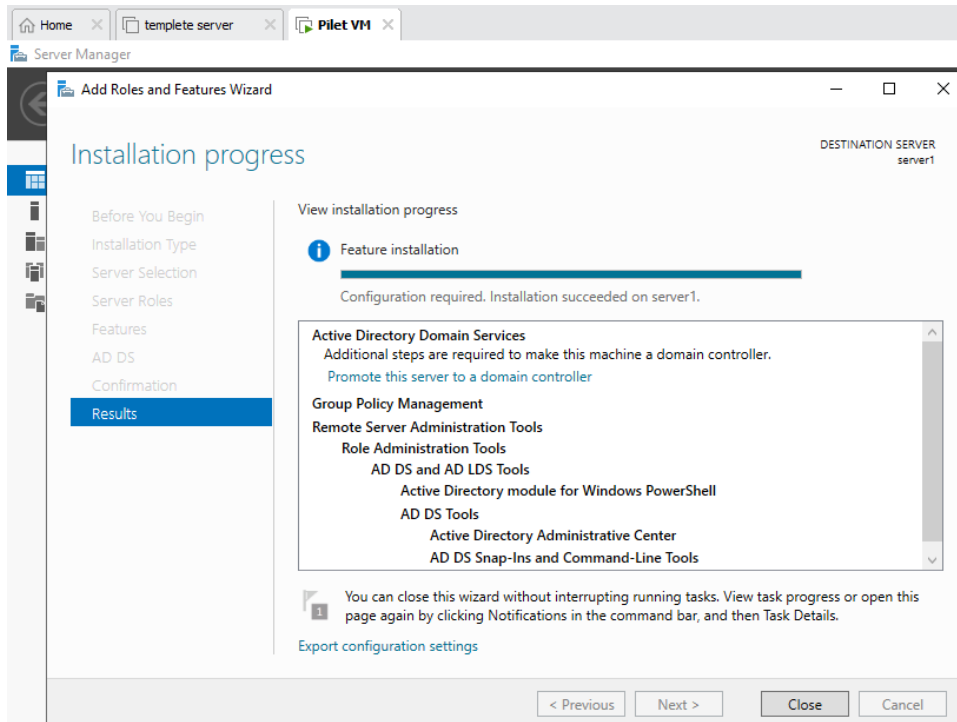 Home
templete server
Pilet VM
Server Manager
Add Roles and Features Wizard
Installation progress
DESTINATION SERVER
server1
Before You Begin
Installation Type
Server Selection
Server Roles
Features
AD DS
Confirmation
Results
View installation progress
Feature installation
Configuration required. Installation succeeded on server1.
Active Directory Domain Services
Additional steps are required to make this machine a domain controller.
Promote this server to a domain controller
Group Policy Management
Remote Server Administration Tools
Role Administration Tools
AD DS and AD LDS Tools
Active Directory module for Windows PowerShell
AD DS Tools
Active Directory Administrative Center
AD DS Snap-Ins and Command-Line Tools
1
You can close this wizard without interrupting running tasks. View task progress or open this
page again by clicking Notifications in the command bar, and then Task Details.
Export configuration settings
< Previous
Next >
Close
Cancel